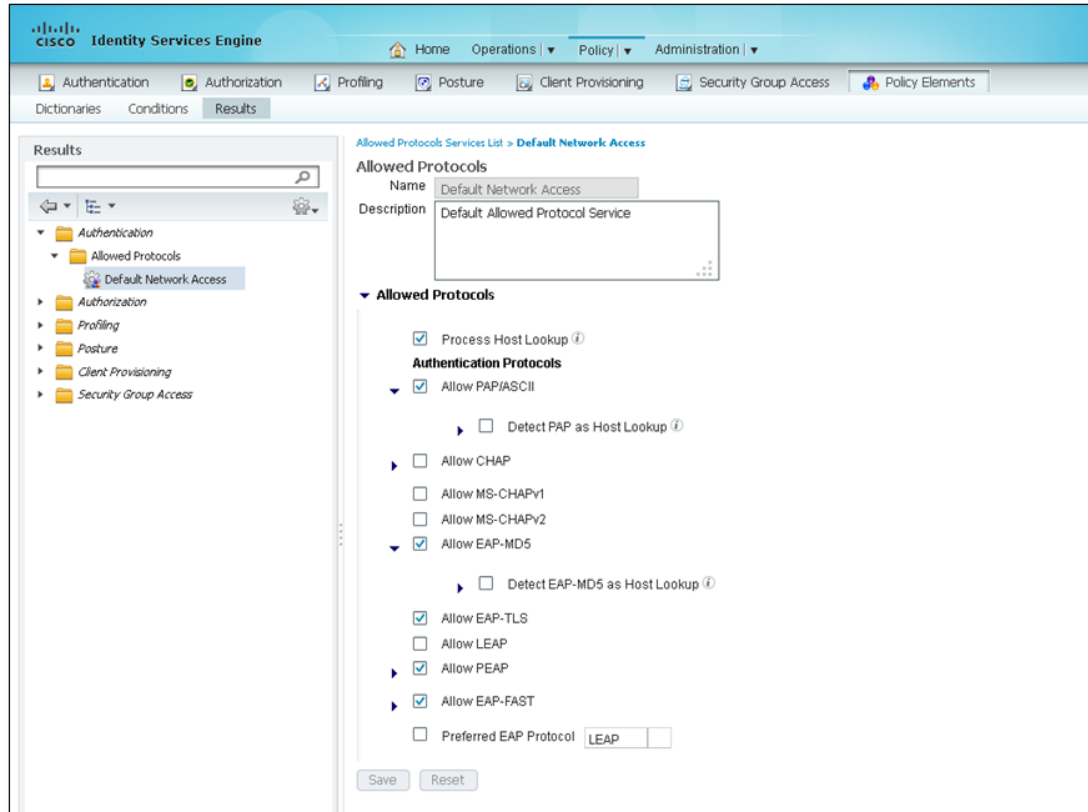 CISCO Identity Services Engine
Home Operations Policy Administration
Authentication Authorization Profiling Posture Client Provisioning Security Group Access Policy Elements
Dictionaries Conditions Results
Results
Authentication
Allowed Protocols
Default Network Access
Authorization
Profiling
Posture
Client Provisioning
Security Group Access
Allowed Protocols Services List > Default Network Access
Allowed Protocols
Name Default Network Access
Description Default Allowed Protocol Service
Allowed Protocols
Process Host Lookup
Authentication Protocols
Allow PAP/ASCII
Detect PAP as Host Lookup
Allow CHAP
Allow MS-CHAPv1
Allow MS-CHAPv2
Allow EAP-MD5
Detect EAP-MD5 as Host Lookup
Allow EAP-TLS
Allow LEAP
Allow PEAP
Allow EAP-FAST
Preferred EAP Protocol LEAP
Save Reset